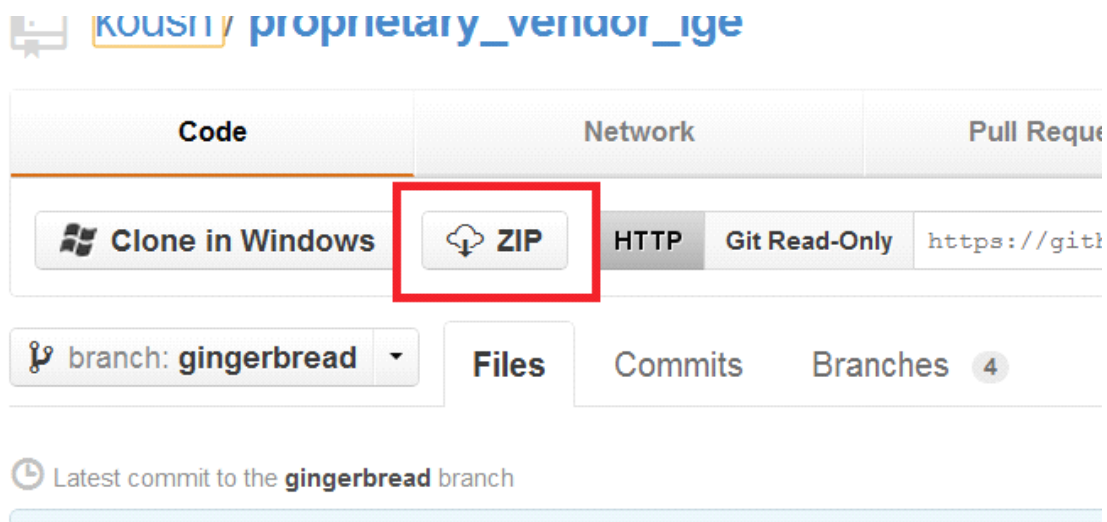 koush / proprietary_vendor_lge
Code Network Pull Reque
Clone in Windows ZIP HTTP Git Read-Only https://gith
branch: gingerbread Files Commits Branches 4
Latest commit to the gingerbread branch